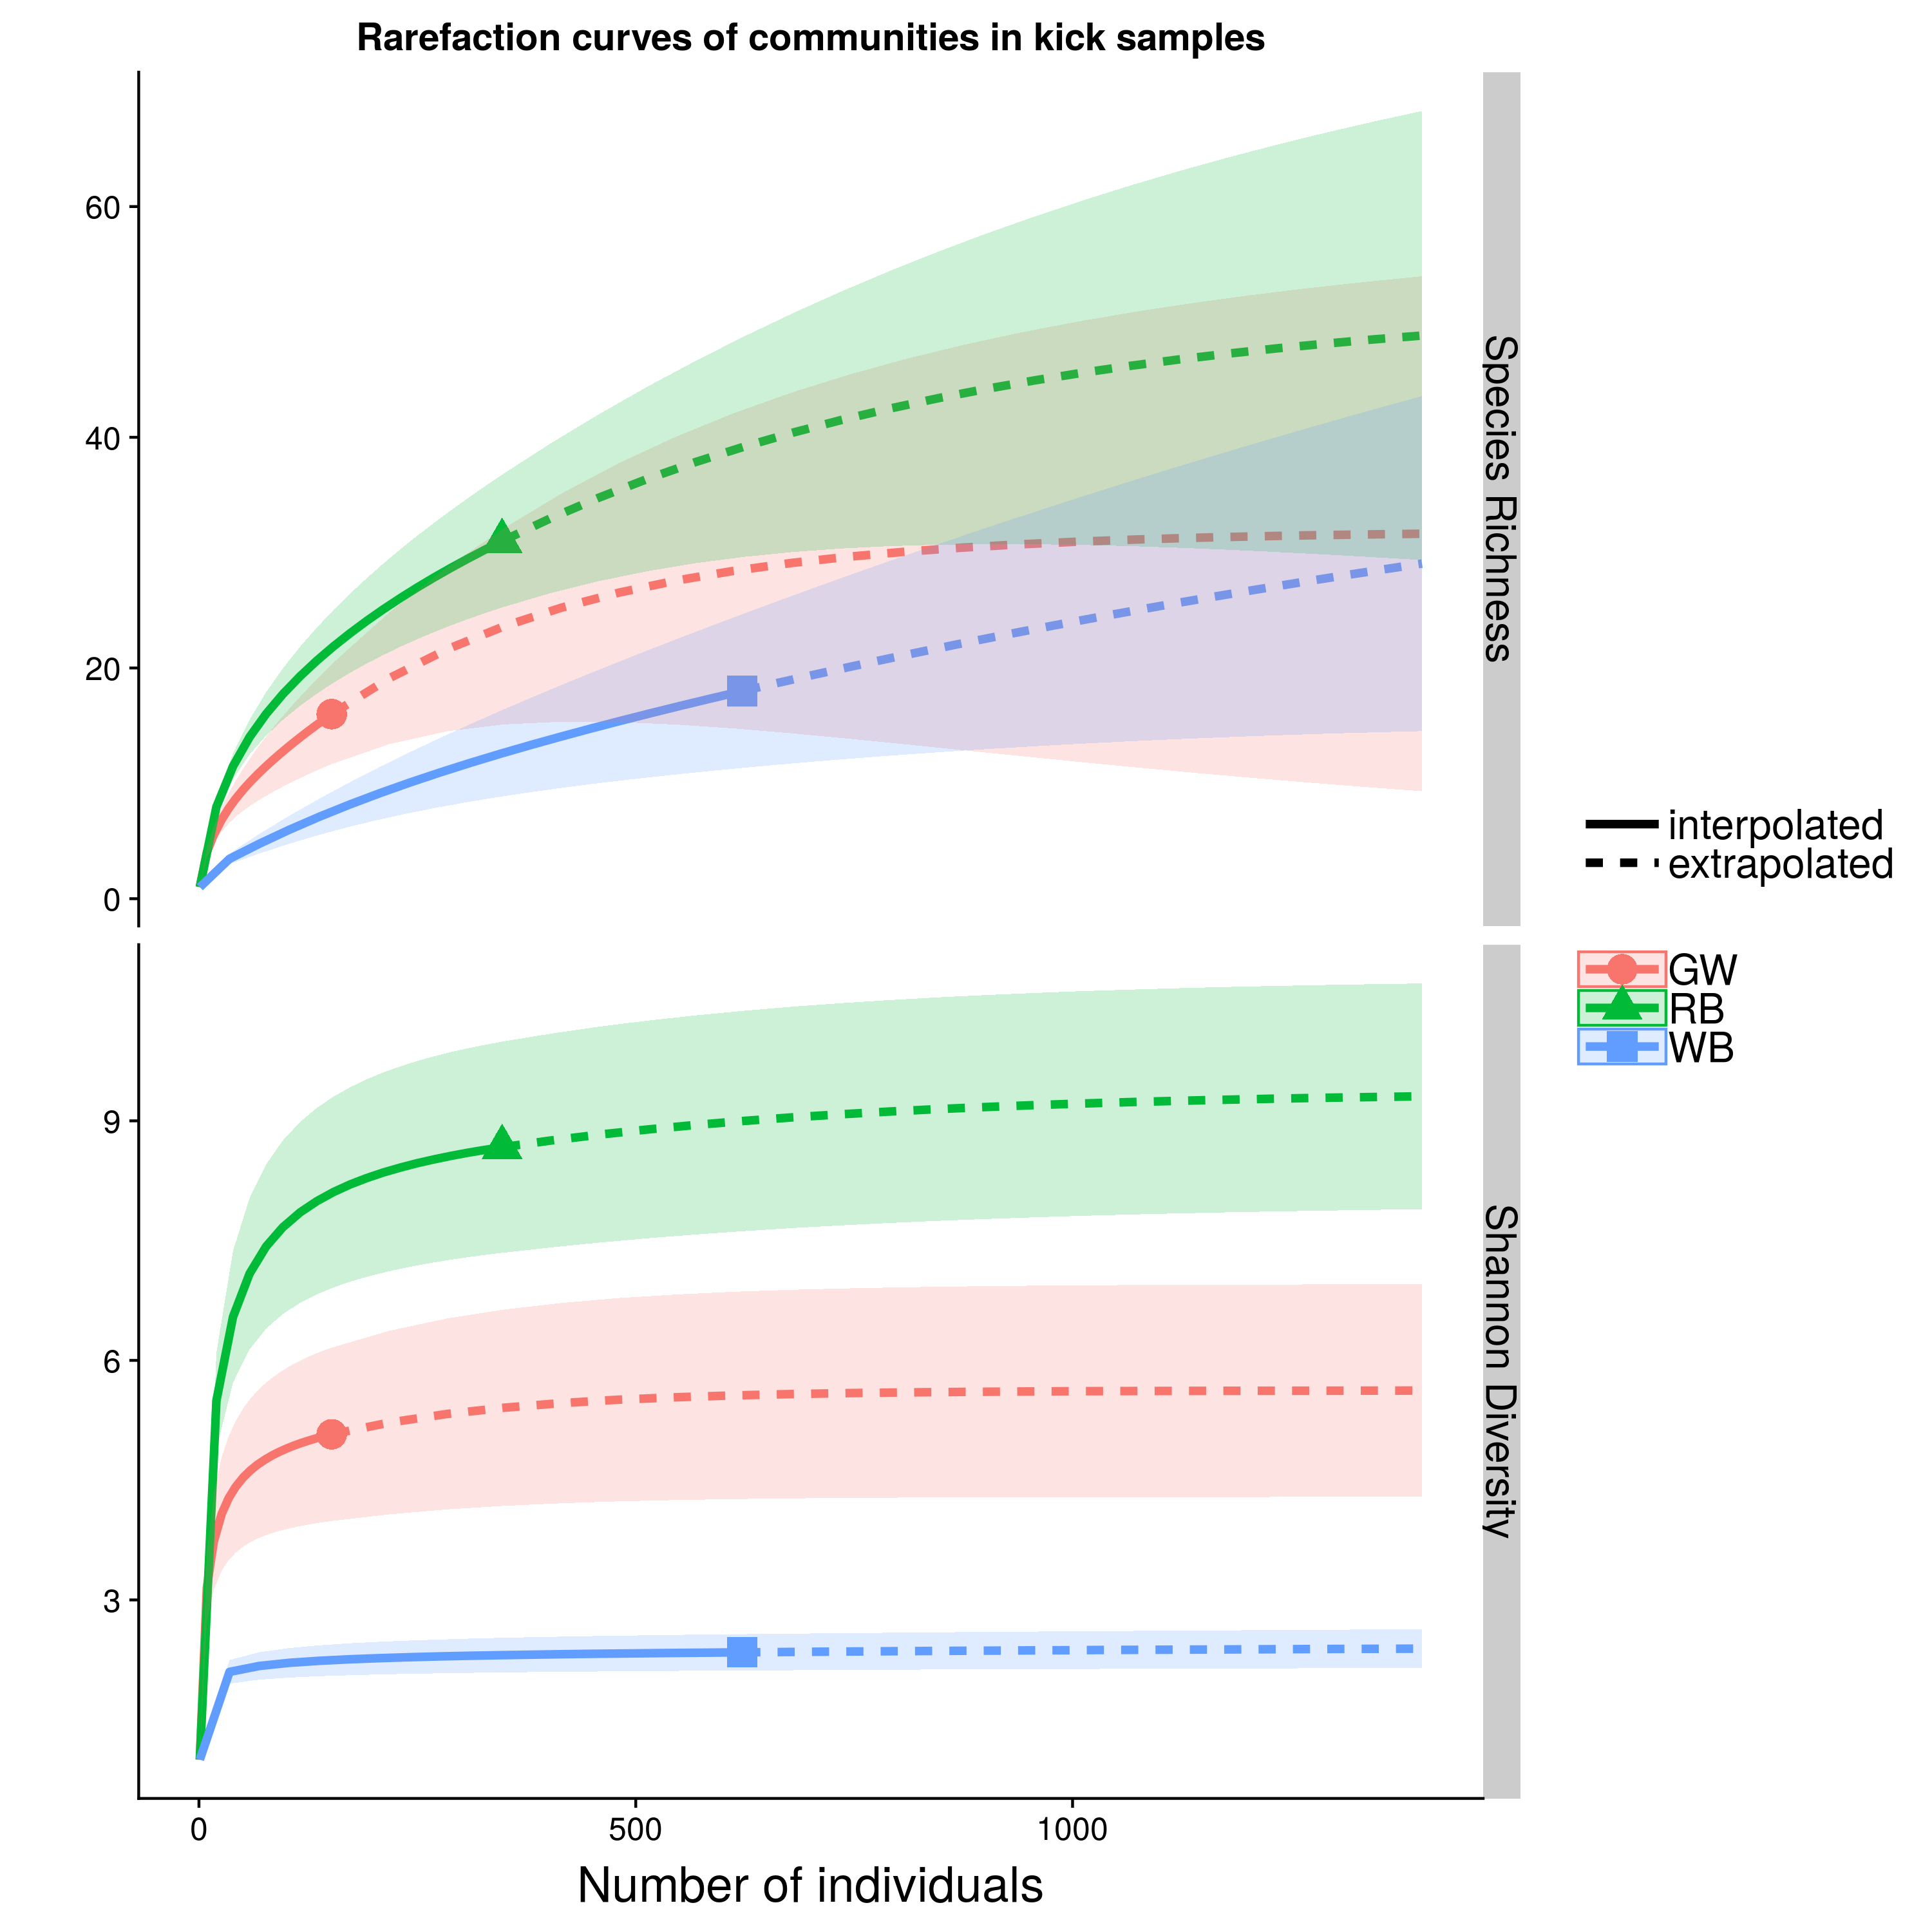 Rarefaction curves of communities in kick samples
60
40
20
0
Species Richness
9
6
3
Shannon Diversity
0 500 1000
Number of individuals
interpolated
extrapolated
GW
RB
WB